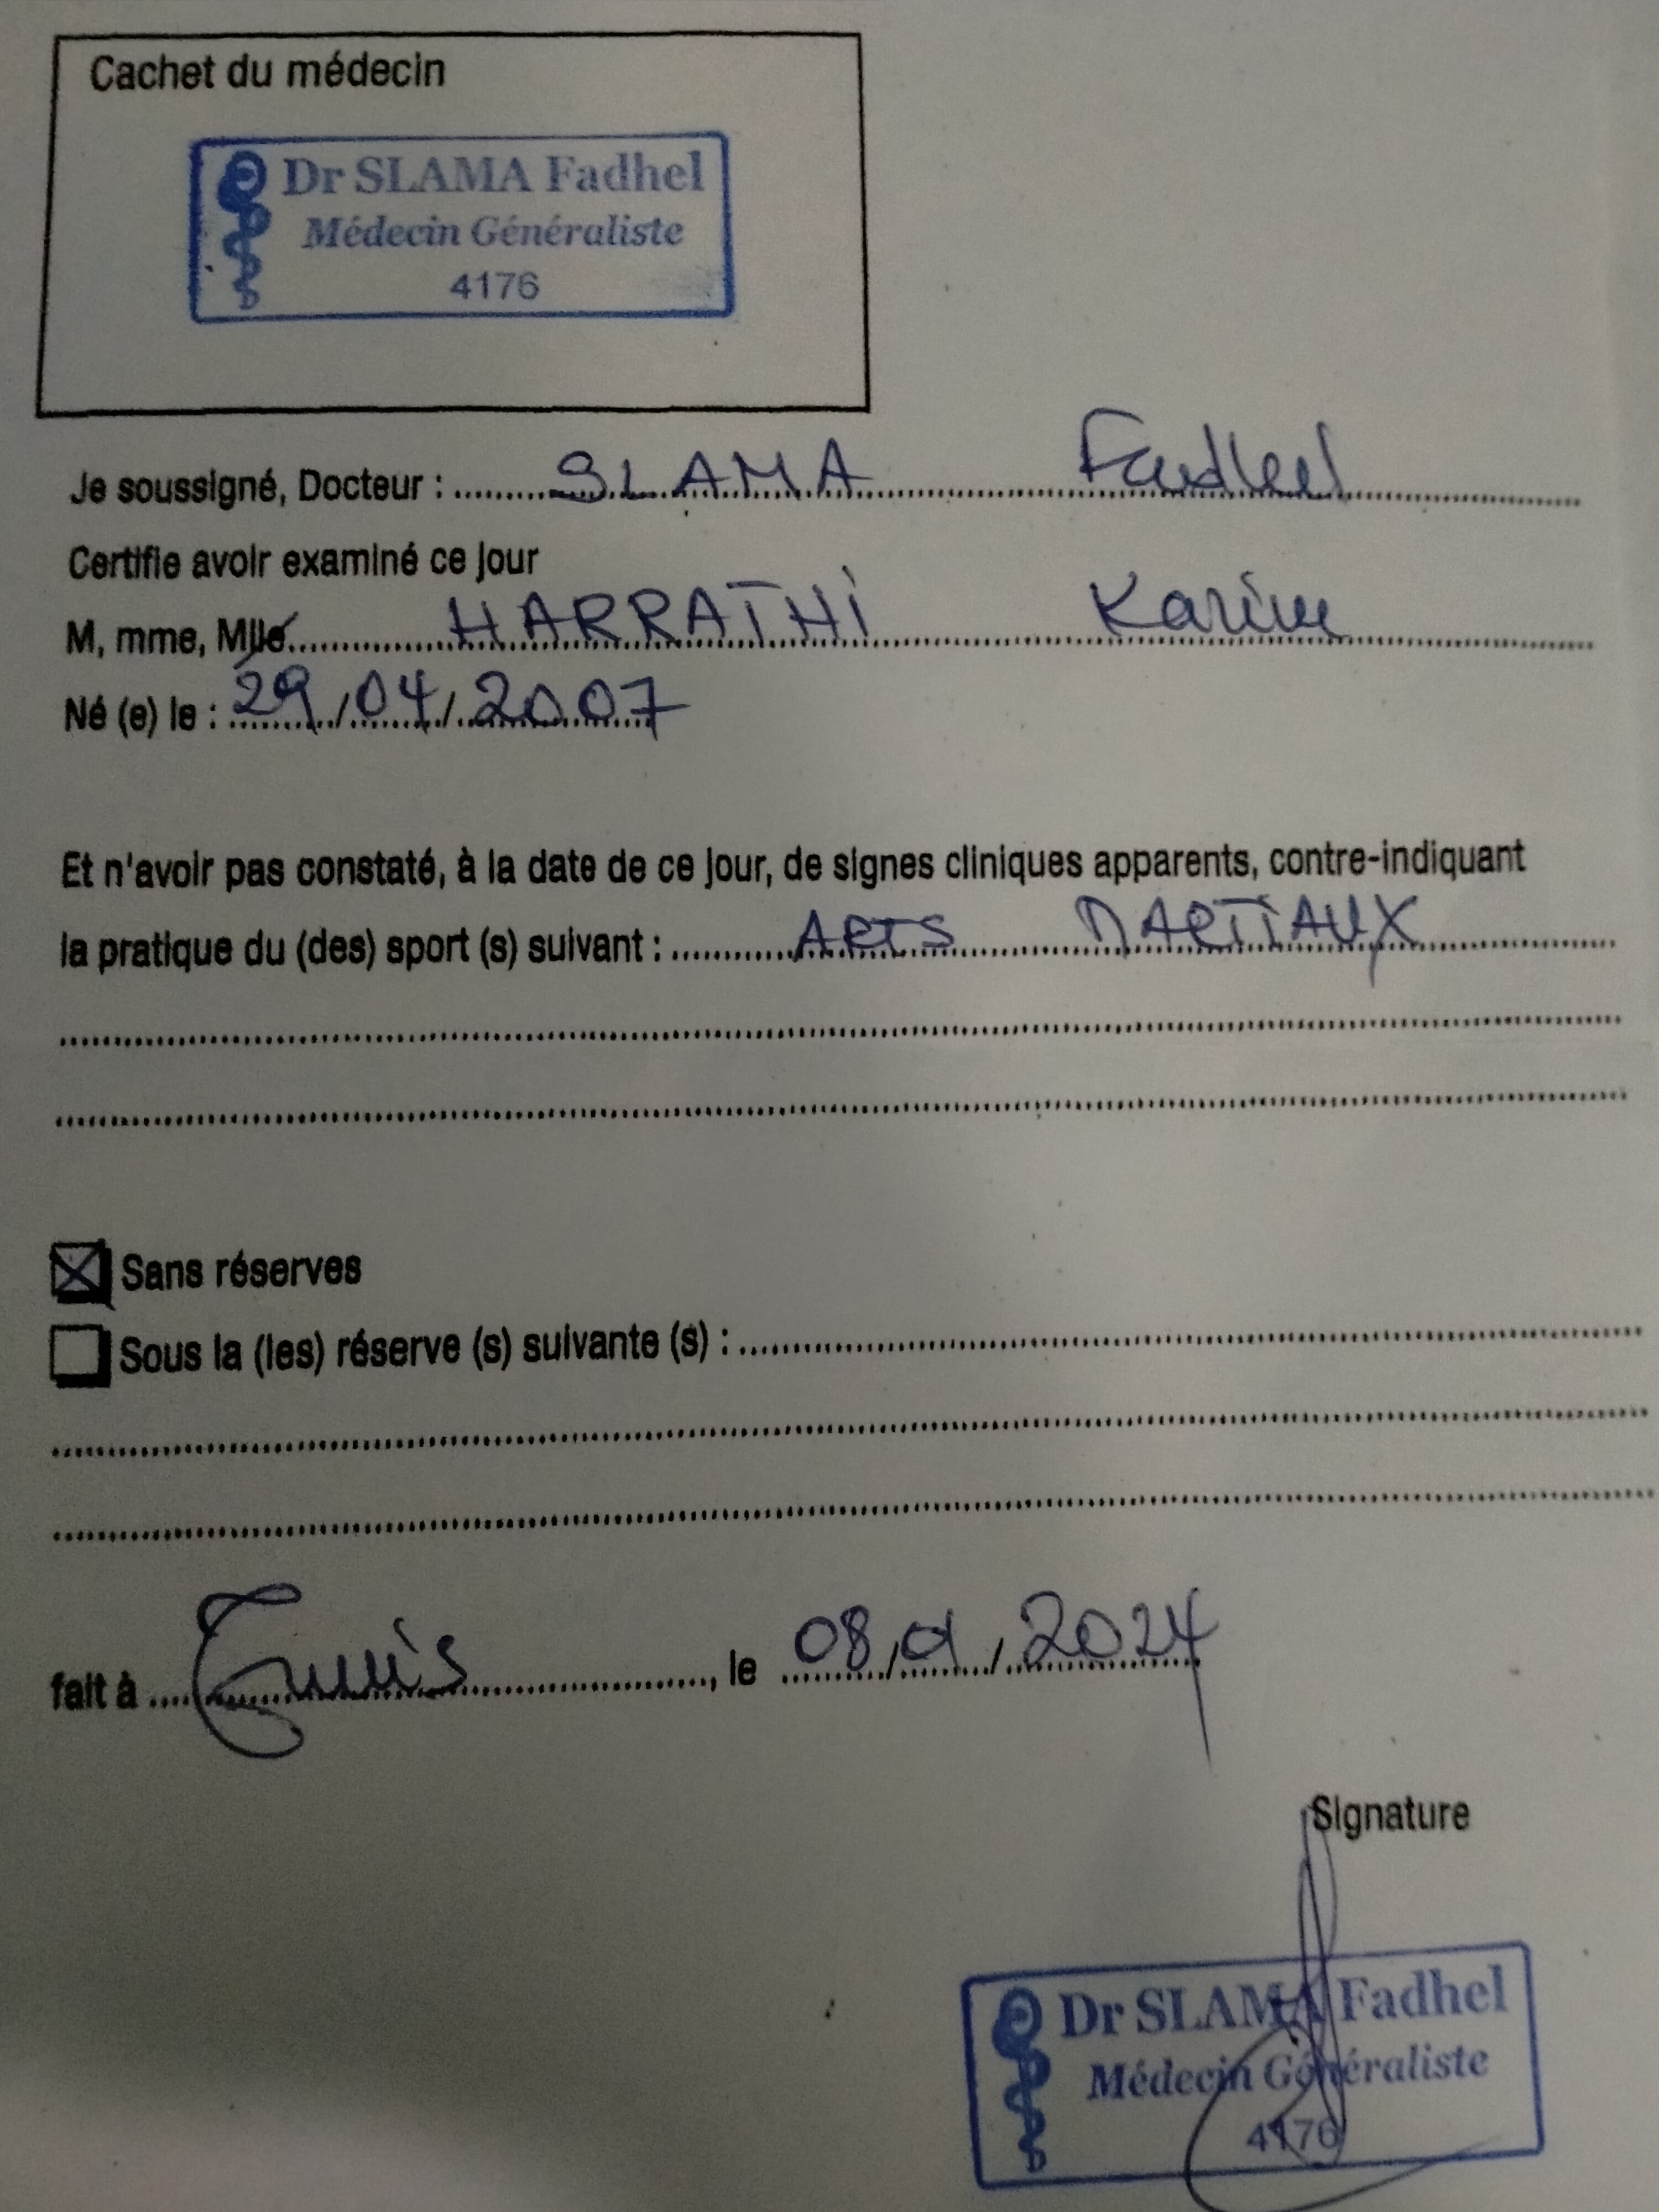 Cachet du médecin
Dr SLAMA Fadhel
Médecin Généraliste
4176
Je soussigné, Docteur : SLAMA Fadhel
Certifie avoir examiné ce jour
M, mme, Mlle HARRATHI Karim
Né (e) le : 29/04/2007
Et n'avoir pas constaté, à la date de ce jour, de signes cliniques apparents, contre-indiquant
la pratique du (des) sport (s) suivant : ARTS MARTIAUX
Sans réserves
Sous la (les) réserve (s) suivante (s) :
fait à Tunis, le 08/01/2024
Signature
Dr SLAMA Fadhel
Médecin Généraliste
4176